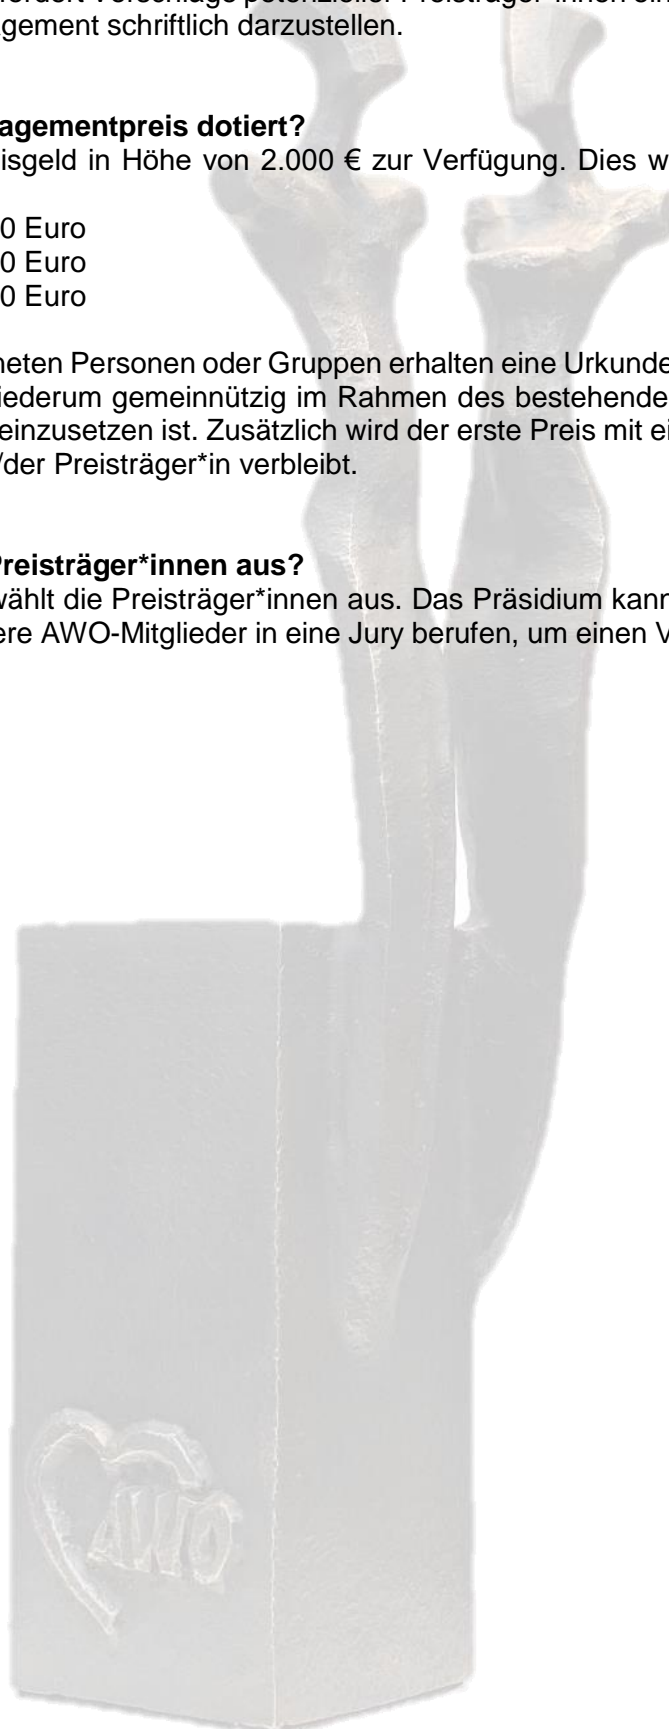 agement schriftlich darzustellen.
agementpreis dotiert?
isgeld in Höhe von 2.000 € zur Verfügung. Dies w
0 Euro
0 Euro
0 Euro
neten Personen oder Gruppen erhalten eine Urkunde
iederum gemeinnützig im Rahmen des bestehende
einzusetzen ist. Zusätzlich wird der erste Preis mit ei
/der Preisträger*in verbleibt.
Preisträger*innen aus?
wählt die Preisträger*innen aus. Das Präsidium kann
ere AWO-Mitglieder in eine Jury berufen, um einen V
AWO